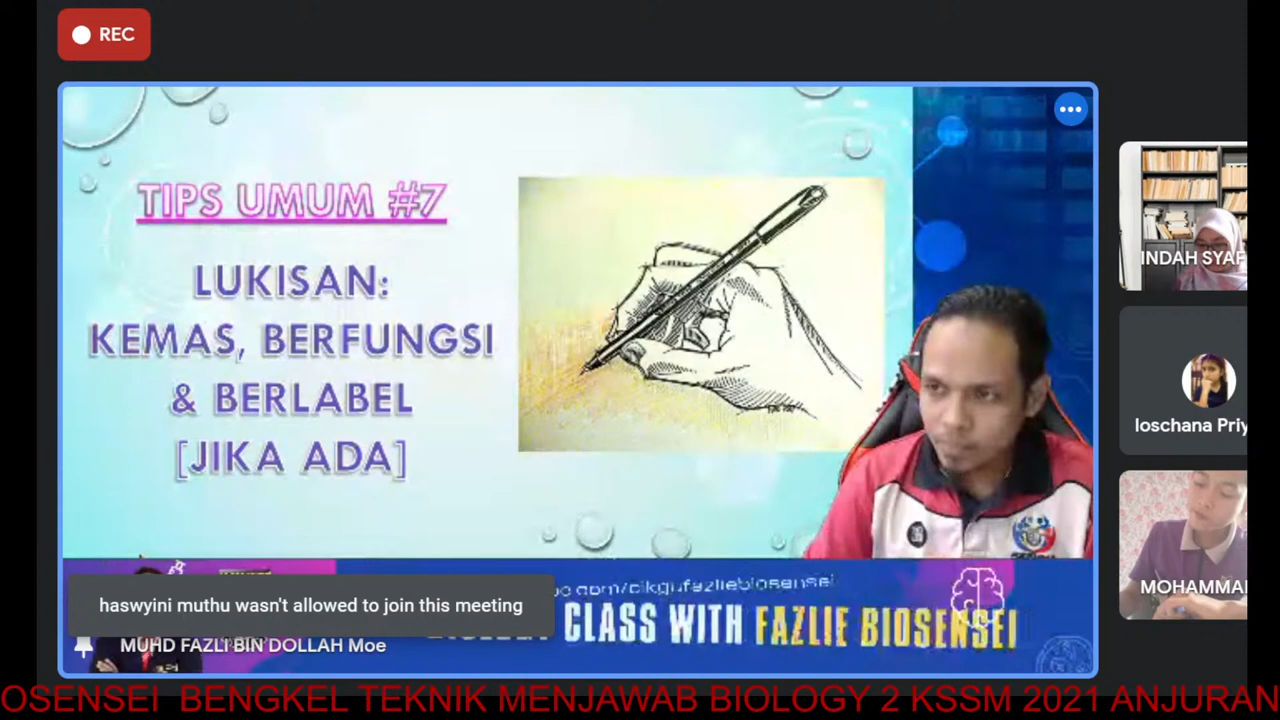 REC
TIPS UMUM #7
LUKISAN:
KEMAS, BERFUNGSI
& BERLABEL
[JIKA ADA]
INDAH SYAF
loschana Priy
MOHAMMA
haswyini muthu wasn't allowed to join this meeting
CLASS WITH FAZLIE BIOSENSEI
MUHD FAZLI BIN DOLLAH Moe
OSENSEI BENGKEL TEKNIK MENJAWAB BIOLOGY 2 KSSM 2021 ANJURAN